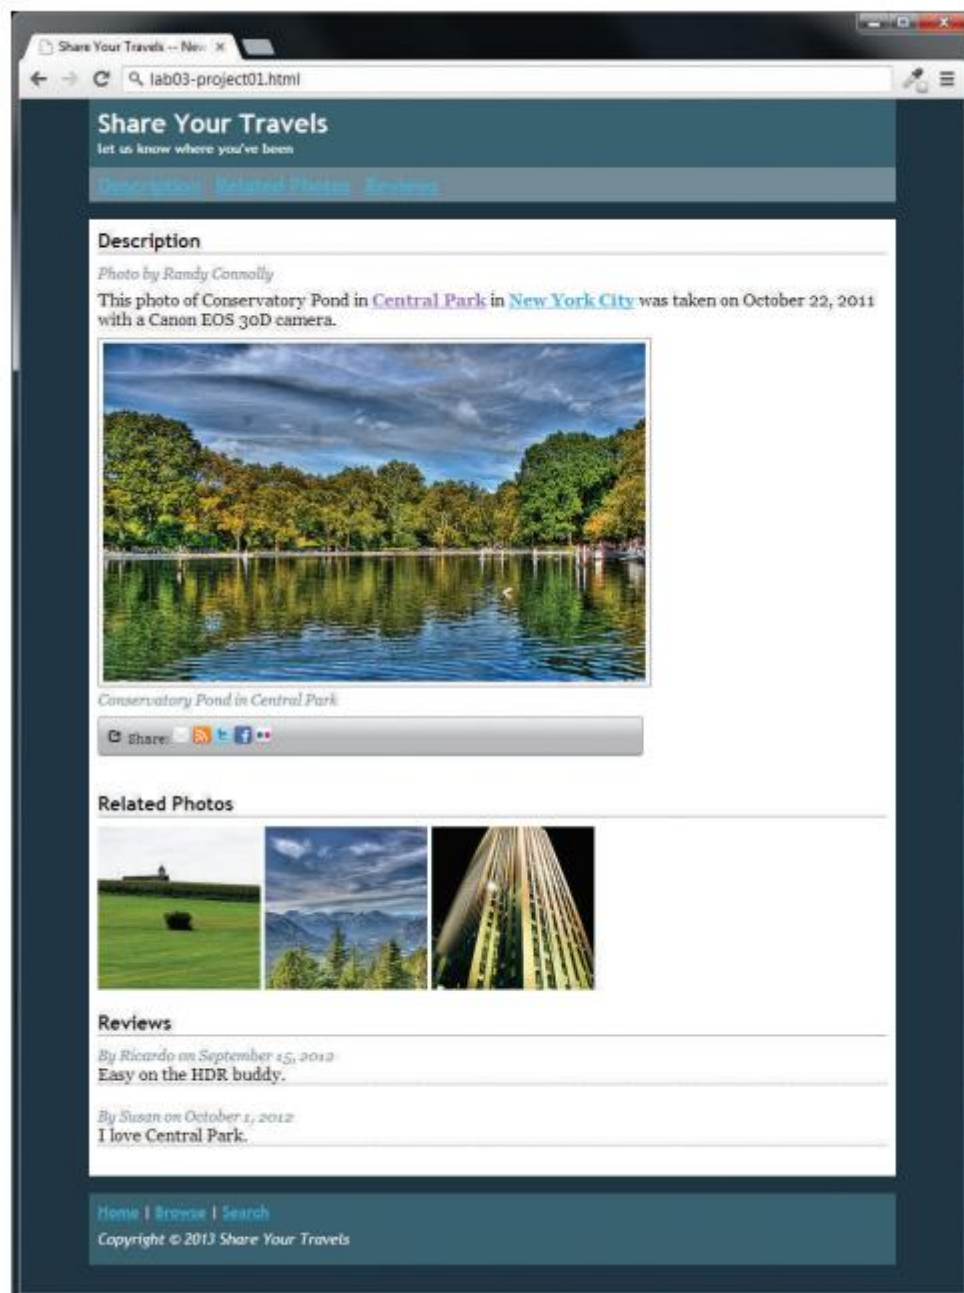 Share Your Travels -- New
lab03-project01.html
Share Your Travels
let us know where you've been
Description Related Photos Reviews
Description
Photo by Randy Connolly
This photo of Conservatory Pond in Central Park in New York City was taken on October 22, 2011
with a Canon EOS 30D camera.
Conservatory Pond in Central Park
Share:
Related Photos
Reviews
By Ricardo on September 15, 2012
Easy on the HDR buddy.
By Susan on October 1, 2012
I love Central Park.
Home | Browse | Search
Copyright © 2013 Share Your Travels